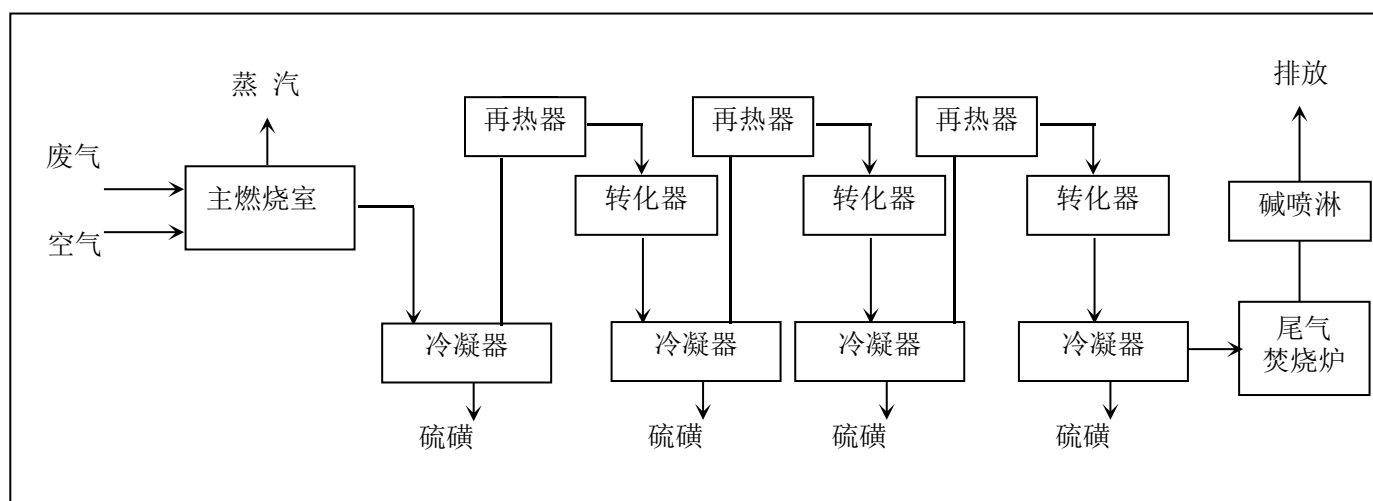 蒸 汽
再热器
再热器
再热器
排放
废气
主燃烧室
转化器
转化器
转化器
碱喷淋
空气
冷凝器
冷凝器
冷凝器
冷凝器
尾气
焚烧炉
硫磺
硫磺
硫磺
硫磺